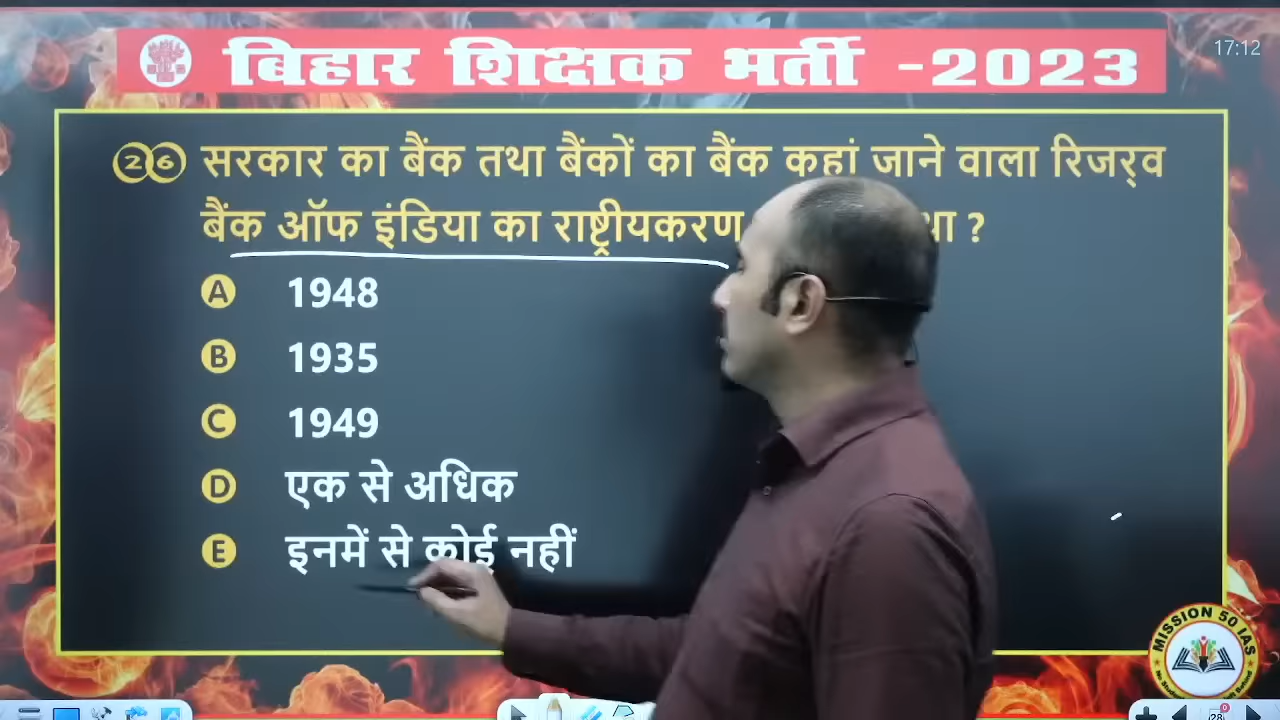 बिहार शिक्षक भर्ती -2023
17:12
26 सरकार का बैंक तथा बैंकों का बैंक कहां जाने वाला रिजर्व
बैंक ऑफ इंडिया का राष्ट्रीयकरण था ?
A 1948
B 1935
C 1949
D एक से अधिक
E इनमें से कोई नहीं
MISSION 50 IAS
28